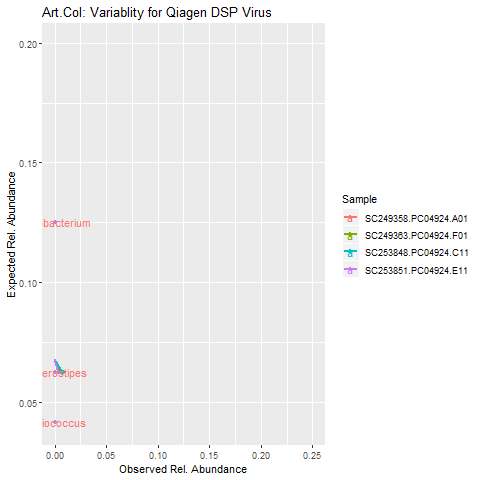 Art.Col: Variablity for Qiagen DSP Virus
Expected Rel. Abundance
0.20
0.15
0.10
0.05
bacterium
erostipes
iococcus
0.00 0.05 0.10 0.15 0.20 0.25
Observed Rel. Abundance
Sample
a SC249358.PC04924.A01
a SC249363.PC04924.F01
a SC253848.PC04924.C11
a SC253851.PC04924.E11